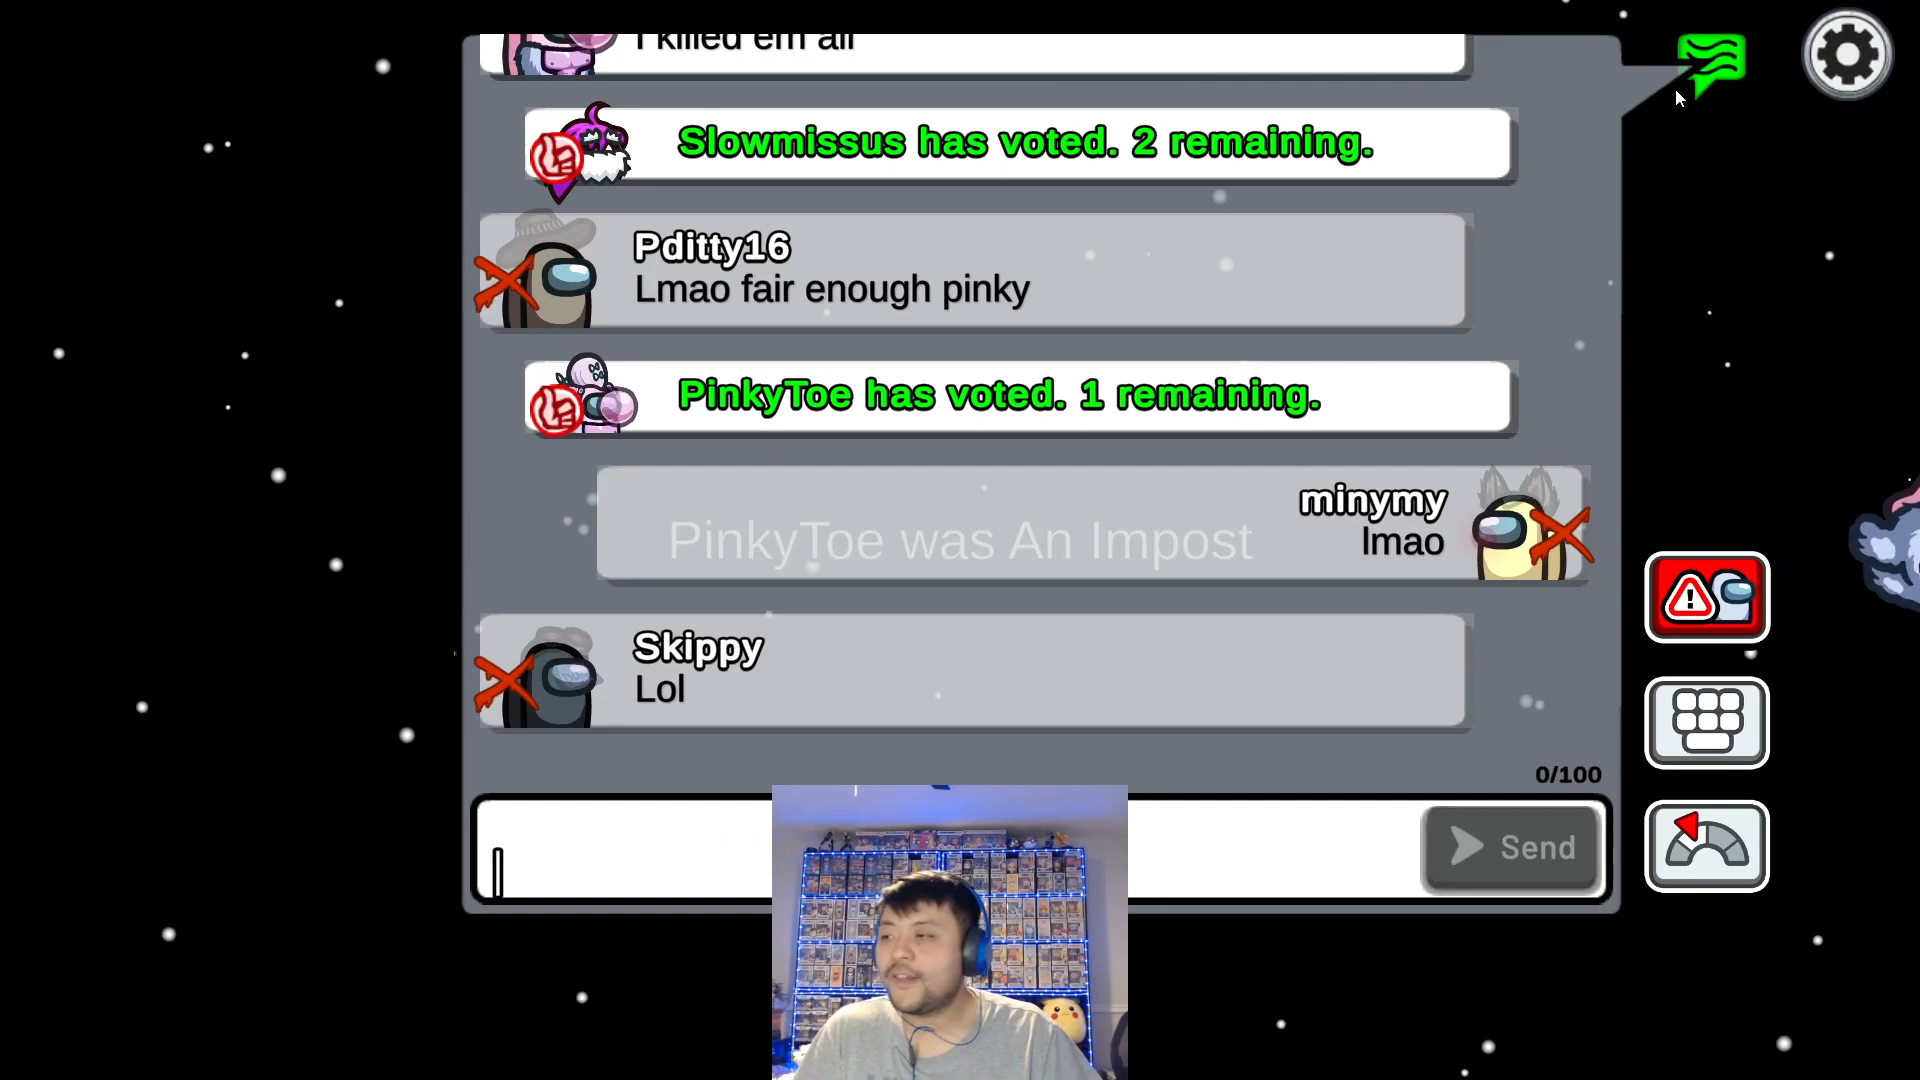 I killed em all
Slowmissus has voted. 2 remaining.
Pditty16
Lmao fair enough pinky
PinkyToe has voted. 1 remaining.
minymy
lmao
PinkyToe was An Impost
Skippy
Lol
0/100
Send